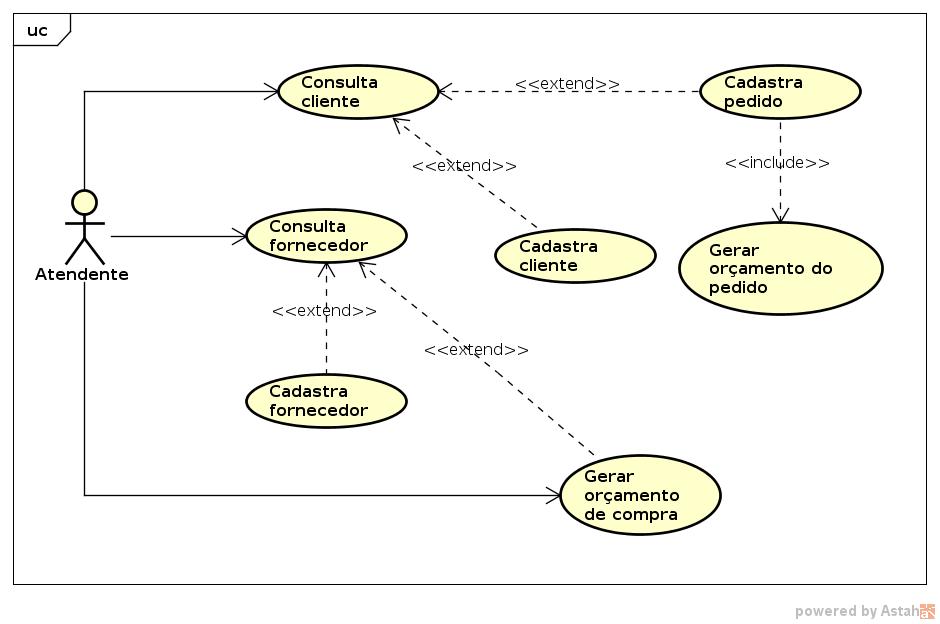 uc
Consulta
cliente
<<extend>>
Cadastra
pedido
<<extend>>
<<include>>
Atendente
Consulta
fornecedor
Cadastra
cliente
Gerar
orçamento do
pedido
<<extend>>
<<extend>>
Cadastra
fornecedor
Gerar
orçamento
de compra
powered by Astah